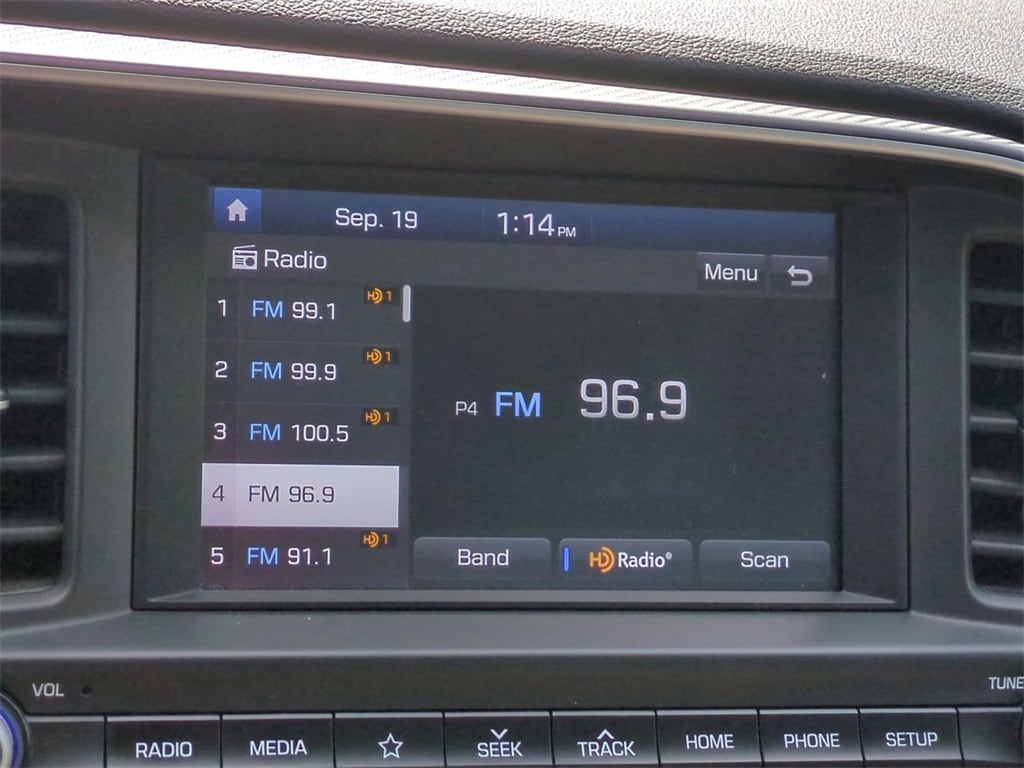 Sep. 19 1:14 PM
Radio
Menu
1 FM 99.1 HD 1
2 FM 99.9 HD 1
3 FM 100.5 HD 1
4 FM 96.9
5 FM 91.1 HD 1
P4 FM 96.9
Band HD Radio® Scan
VOL
TUNE
RADIO MEDIA SEEK TRACK HOME PHONE SETUP